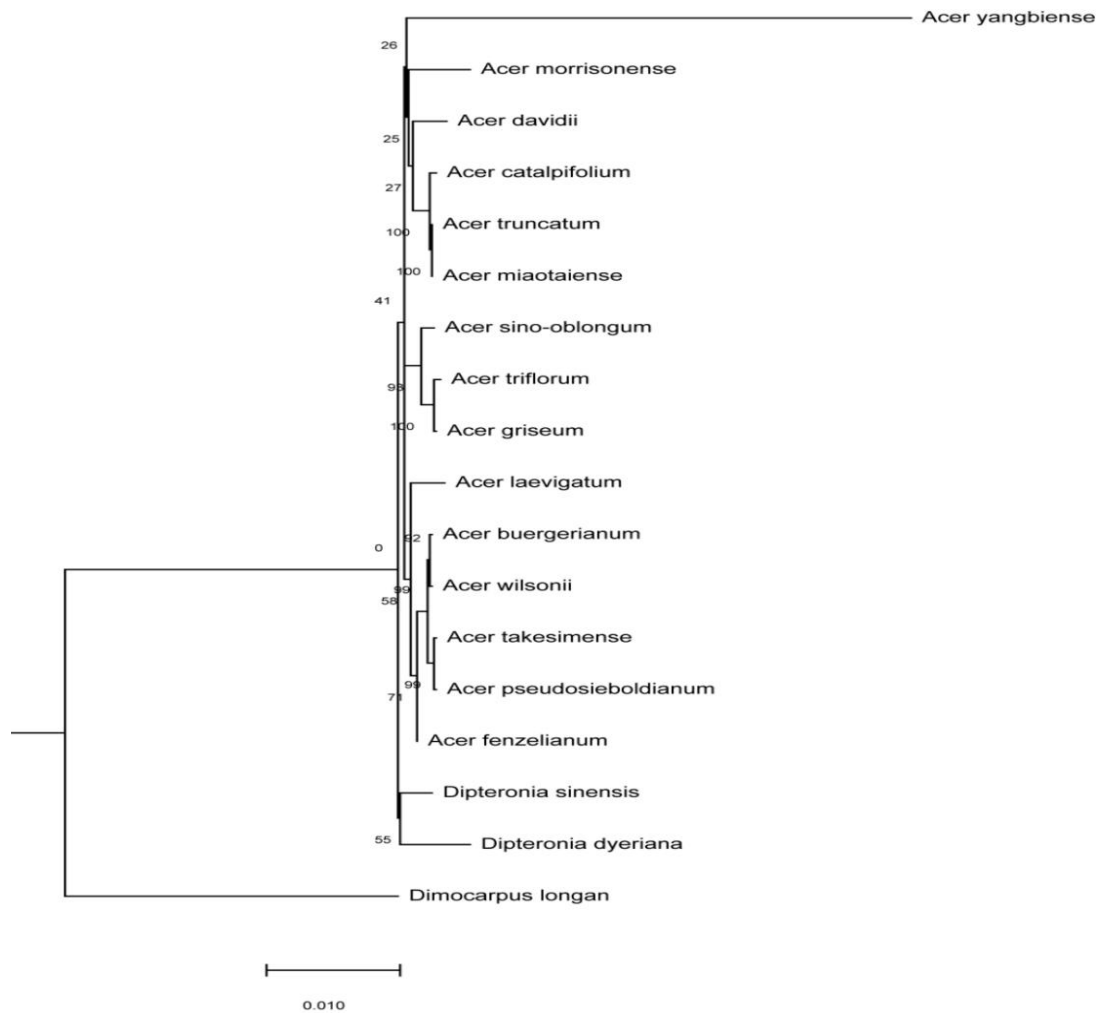 Acer yangbiense
26
Acer morrisonense
Acer davidii
25
Acer catalpifolium
27
Acer truncatum
100
Acer miaotaiense
100
41
Acer sino-oblongum
Acer triflorum
93
Acer griseum
100
Acer laevigatum
Acer buergerianum
92
0
Acer wilsonii
99
58
Acer takesimense
Acer pseudosieboldianum
99
71
Acer fenzelianum
Dipteronia sinensis
Dipteronia dyeriana
55
Dimocarpus longan
0.010